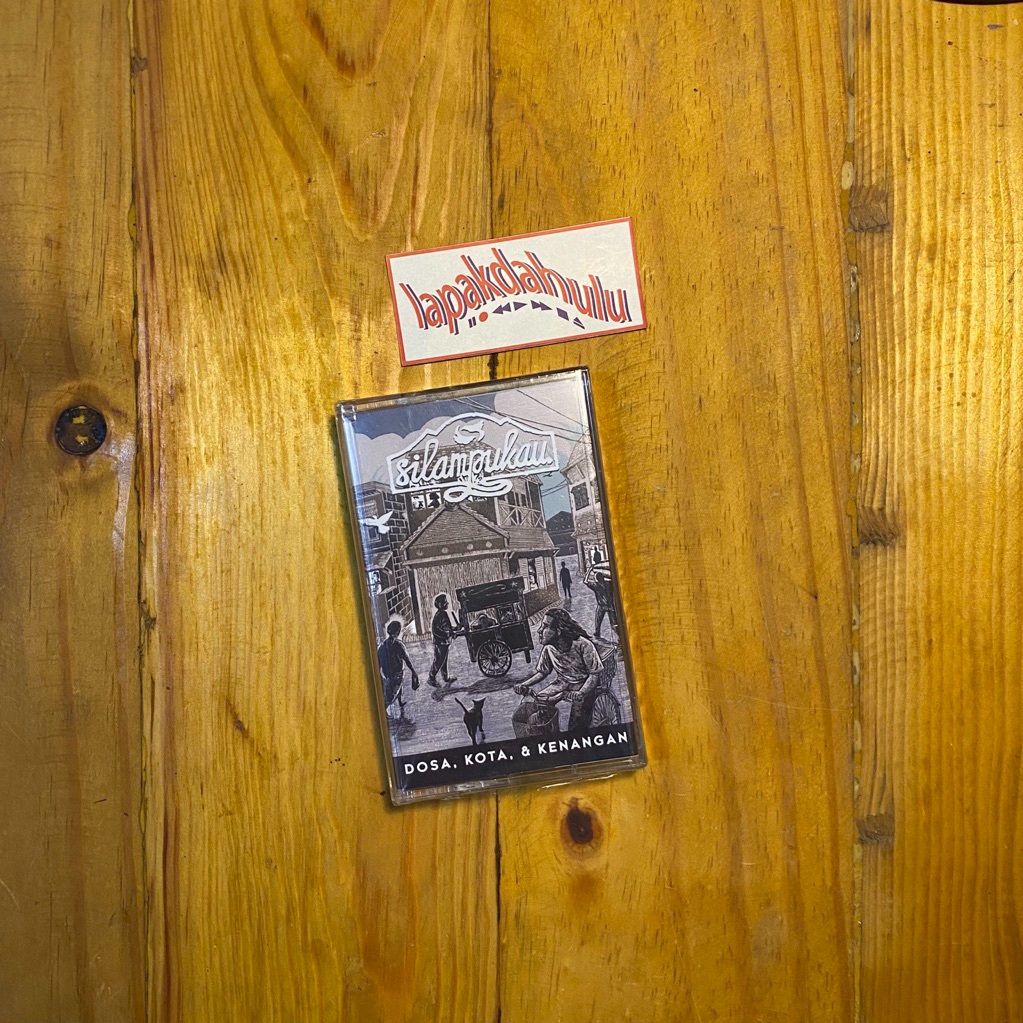 lapakdahulu
silampukau
DOSA, KOTA, & KENANGAN